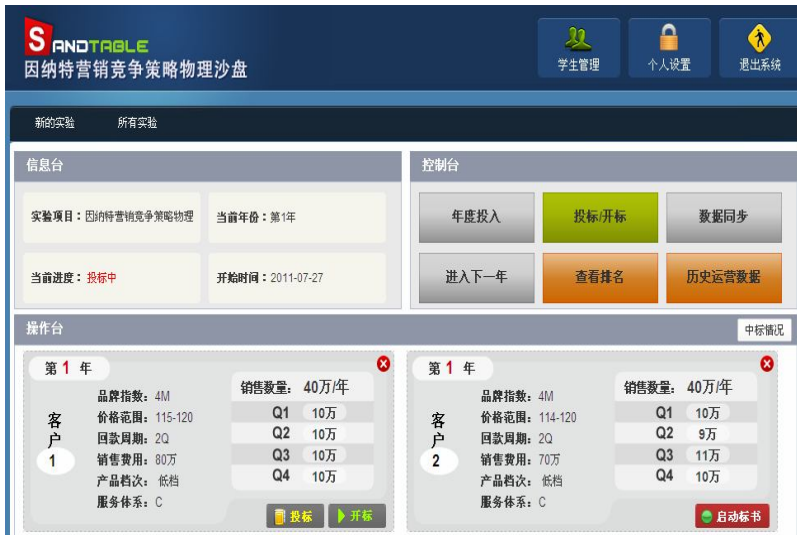 SANDTABLE
因纳特营销竞争策略物理沙盘
学生管理
个人设置
退出系统
新的实验
所有实验
信息台
实验项目：因纳特营销竞争策略物理
当前年份：第1年
当前进度：投标中
开始时间：2011-07-27
控制台
年度投入
投标/开标
数据同步
进入下一年
查看排名
历史运营数据
操作台
中标情况
第 1 年
客户
1
品牌指数：4M
价格范围：115-120
回款周期：2Q
销售费用：80万
产品档次：低档
服务体系：C
销售数量：40万/年
Q1 10万
Q2 10万
Q3 10万
Q4 10万
投标
开标
第 1 年
客户
2
品牌指数：4M
价格范围：114-120
回款周期：2Q
销售费用：70万
产品档次：低档
服务体系：C
销售数量：40万/年
Q1 10万
Q2 9万
Q3 11万
Q4 10万
启动标书